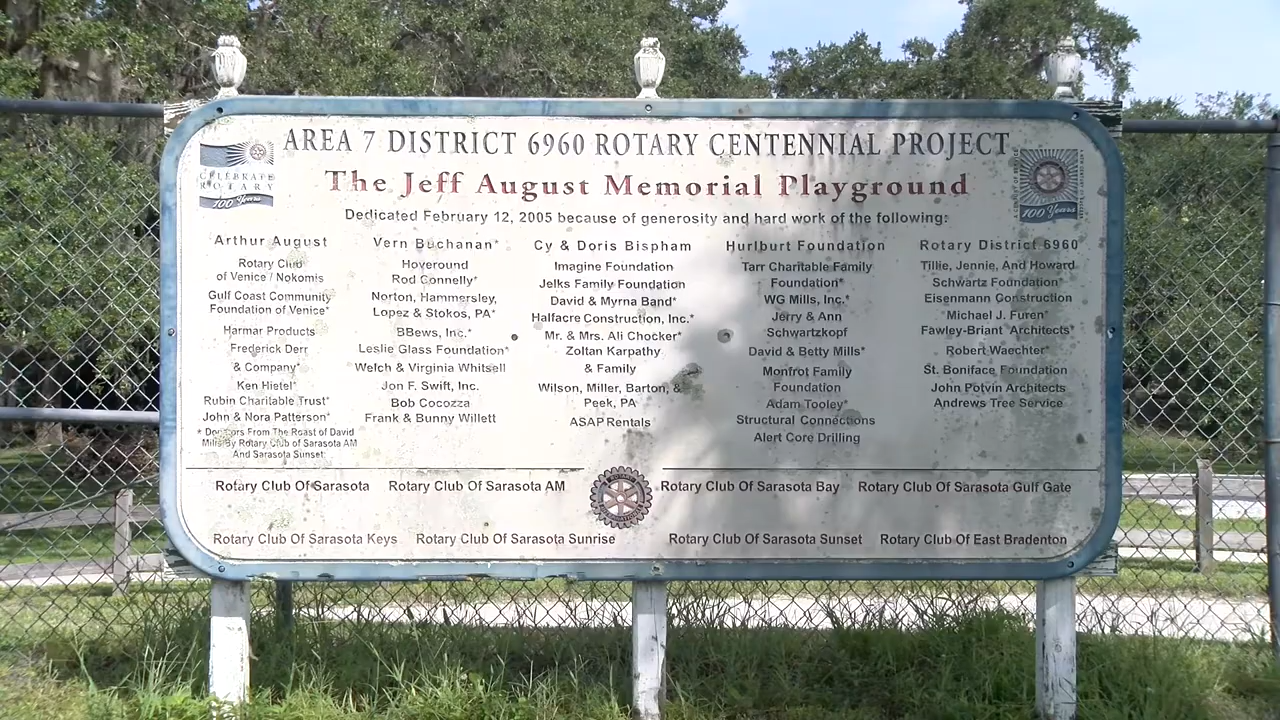 AREA 7 DISTRICT 6960 ROTARY CENTENNIAL PROJECT
CELEBRATE
ROTARY
100 Years
100 Years
The Jeff August Memorial Playground
Dedicated February 12, 2005 because of generosity and hard work of the following:
Arthur August
Rotary Club
of Venice / Nokomis
Gulf Coast Community
Foundation of Venice*
Harmar Products
Frederick Derr
& Company*
Ken Hietel*
Rubin Charitable Trust*
John & Nora Patterson*
* Donors From The Roast of David
Mills By Rotary Club of Sarasota AM
And Sarasota Sunset
Vern Buchanan*
Hoveround
Rod Connelly*
Norton, Hammersley,
Lopez & Stokos, PA*
BBews, Inc.*
Leslie Glass Foundation*
Welch & Virginia Whitsell
Jon F. Swift, Inc.
Bob Cocozza
Frank & Bunny Willett
Cy & Doris Bispham
Imagine Foundation
Jelks Family Foundation
David & Myrna Band*
Halfacre Construction, Inc.*
Mr. & Mrs. Ali Chocker*
Zoltan Karpathy
& Family
Wilson, Miller, Barton, &
Peek, PA
ASAP Rentals
Hurlburt Foundation
Tarr Charitable Family
Foundation*
WG Mills, Inc.*
Jerry & Ann
Schwartzkopf
David & Betty Mills*
Monfrot Family
Foundation
Adam Tooley*
Structural Connections
Alert Core Drilling
Rotary District 6960
Tillie, Jennie, And Howard
Schwartz Foundation*
Eisenmann Construction
Michael J. Furen*
Fawley-Briant Architects*
Robert Waechter*
St. Boniface Foundation
John Potvin Architects
Andrews Tree Service
Rotary Club Of Sarasota Rotary Club Of Sarasota AM Rotary Club Of Sarasota Bay Rotary Club Of Sarasota Gulf Gate
Rotary Club Of Sarasota Keys Rotary Club Of Sarasota Sunrise Rotary Club Of Sarasota Sunset Rotary Club Of East Bradenton